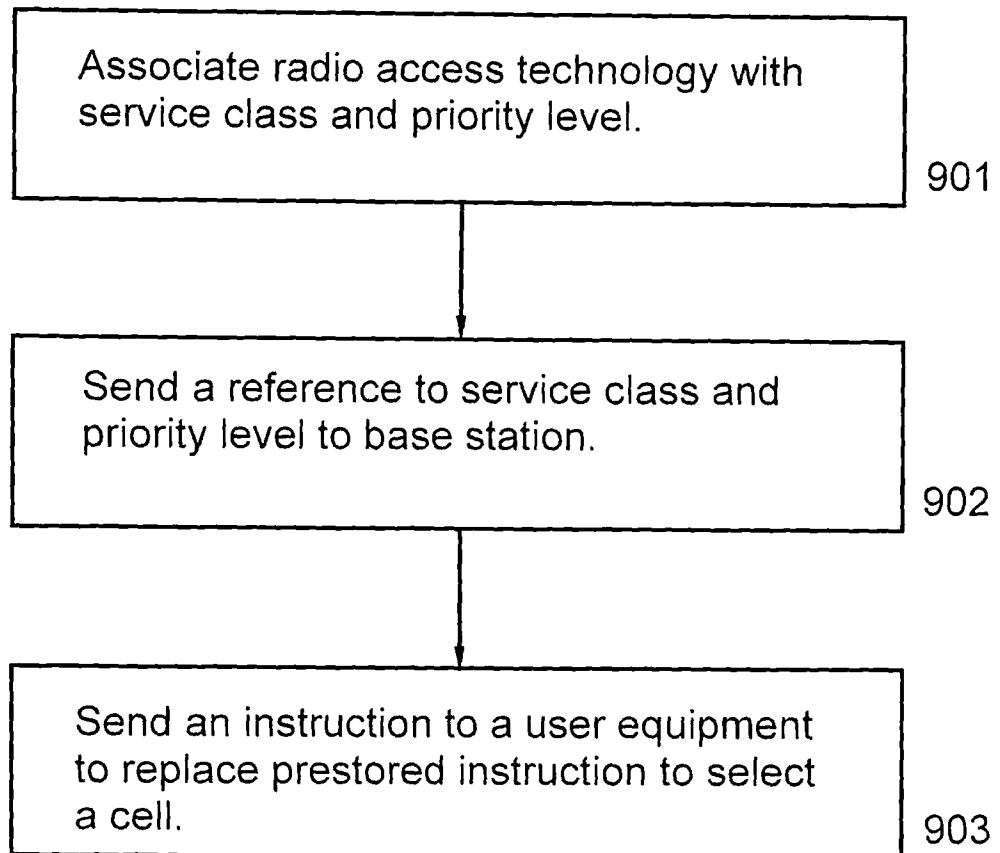 Associate radio access technology with
service class and priority level.
901
Send a reference to service class and
priority level to base station.
902
Send an instruction to a user equipment
to replace prestored instruction to select
a cell.
903